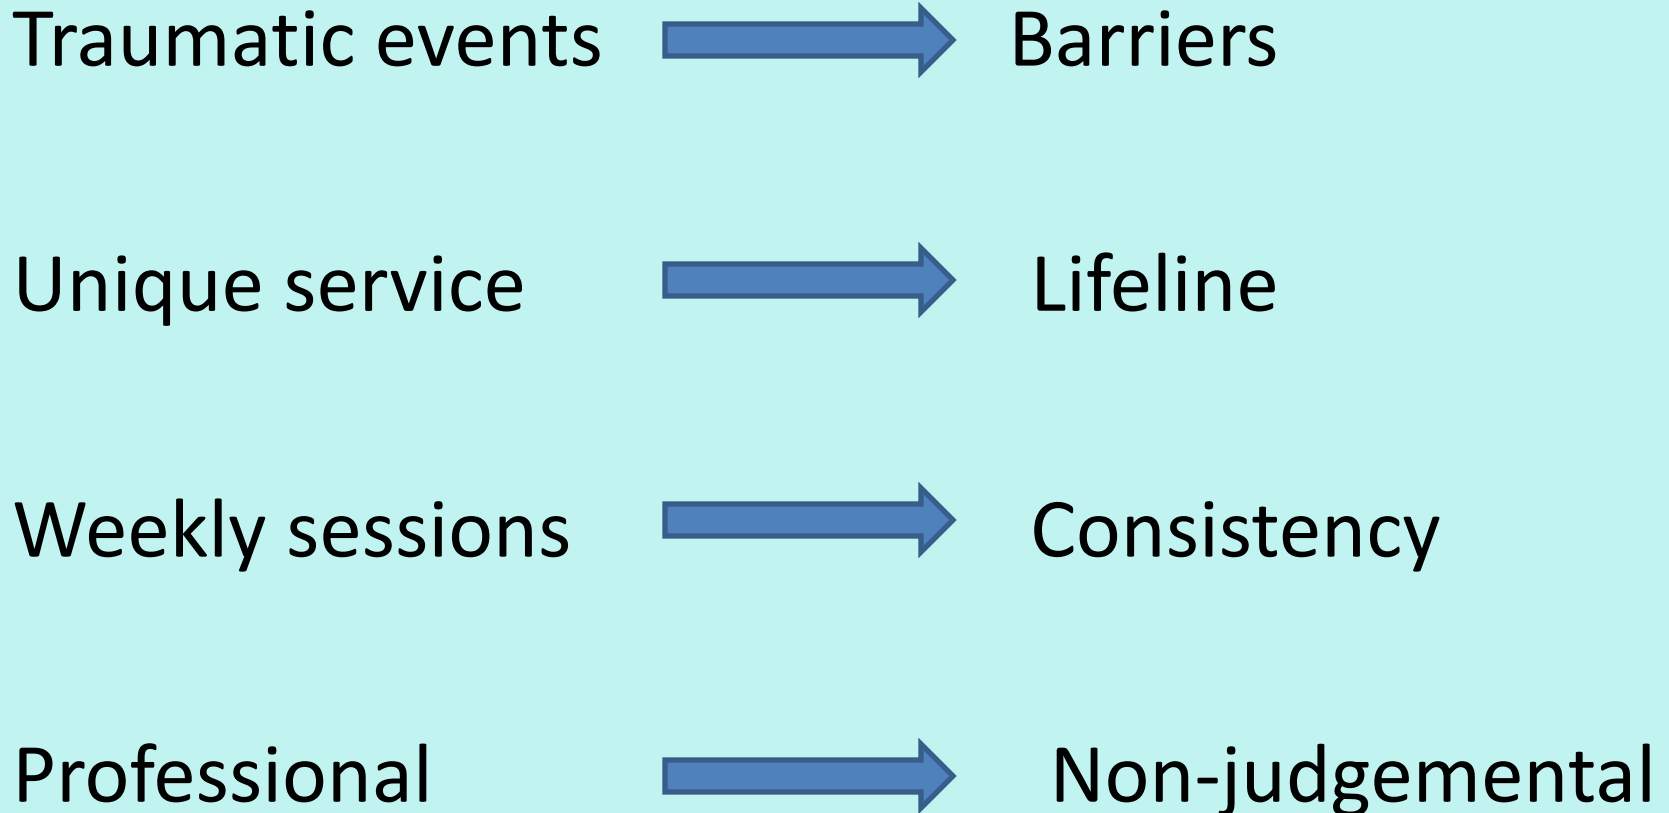 Traumatic events Barriers
Unique service Lifeline
Weekly sessions Consistency
Professional Non-judgemental